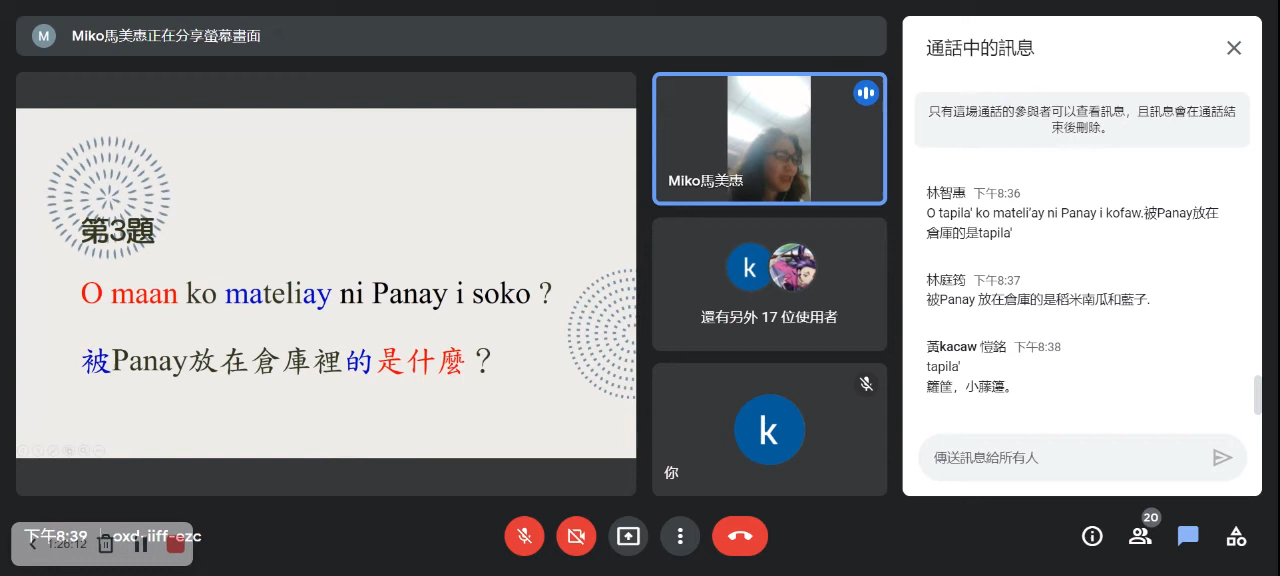 M Miko馬美惠正在分享螢幕畫面
第3題
O maan ko mateliay ni Panay i soko？
被Panay放在倉庫裡的是什麼？
Miko馬美惠
k
還有另外 17 位使用者
k
你
通話中的訊息
只有這場通話的參與者可以查看訊息，且訊息會在通話結
束後刪除。
林智惠 下午8:36
O tapila' ko mateli'ay ni Panay i kofaw.被Panay放在
倉庫的是tapila'
林庭筠 下午8:37
被Panay 放在倉庫的是稻米南瓜和藍子.
黃kacaw 愷銘 下午8:38
tapila'
籮筐，小藤籩。
傳送訊息給所有人
下午8:39 | oxd-jiff-ezc
1:26:12
20